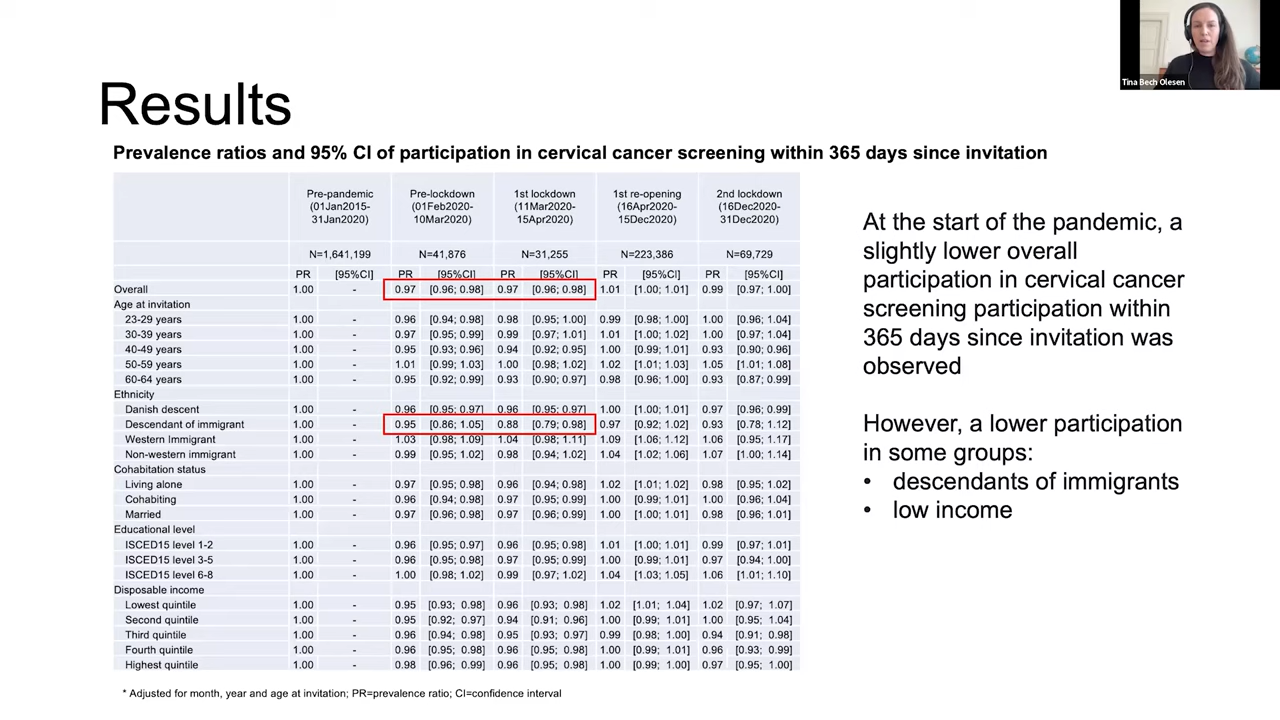 Tina Bech Olesen
Results
Prevalence ratios and 95% CI of participation in cervical cancer screening within 365 days since invitation
Pre-pandemic (01Jan2015-31Jan2020) Pre-lockdown (01Feb2020-10Mar2020) 1st lockdown (11Mar2020-15Apr2020) 1st re-opening (16Apr2020-15Dec2020) 2nd lockdown (16Dec2020-31Dec2020)
N=1,641,199 N=41,876 N=31,255 N=223,386 N=69,729
PR [95%CI] PR [95%CI] PR [95%CI] PR [95%CI] PR [95%CI]
Overall 1.00 - 0.97 [0.96; 0.98] 0.97 [0.96; 0.98] 1.01 [1.00; 1.01] 0.99 [0.97; 1.00]
Age at invitation
23-29 years 1.00 - 0.96 [0.94; 0.98] 0.98 [0.95; 1.00] 0.99 [0.98; 1.00] 1.00 [0.96; 1.04]
30-39 years 1.00 - 0.97 [0.95; 0.99] 0.99 [0.97; 1.01] 1.01 [1.00; 1.02] 1.00 [0.97; 1.04]
40-49 years 1.00 - 0.95 [0.93; 0.96] 0.94 [0.92; 0.95] 1.00 [0.99; 1.01] 0.93 [0.90; 0.96]
50-59 years 1.00 - 1.01 [0.99; 1.03] 1.00 [0.98; 1.02] 1.02 [1.01; 1.03] 1.05 [1.01; 1.08]
60-64 years 1.00 - 0.95 [0.92; 0.99] 0.93 [0.90; 0.97] 0.98 [0.96; 1.00] 0.93 [0.87; 0.99]
Ethnicity
Danish descent 1.00 - 0.96 [0.95; 0.97] 0.96 [0.95; 0.97] 1.00 [1.00; 1.01] 0.97 [0.96; 0.99]
Descendant of immigrant 1.00 - 0.95 [0.86; 1.05] 0.88 [0.79; 0.98] 0.97 [0.92; 1.02] 0.93 [0.78; 1.12]
Western Immigrant 1.00 - 1.03 [0.98; 1.09] 1.04 [0.98; 1.11] 1.09 [1.06; 1.12] 1.06 [0.95; 1.17]
Non-western immigrant 1.00 - 0.99 [0.95; 1.02] 0.98 [0.94; 1.02] 1.04 [1.02; 1.06] 1.07 [1.00; 1.14]
Cohabitation status
Living alone 1.00 - 0.97 [0.95; 0.98] 0.96 [0.94; 0.98] 1.02 [1.01; 1.02] 0.98 [0.95; 1.02]
Cohabiting 1.00 - 0.96 [0.94; 0.98] 0.97 [0.95; 0.99] 1.00 [0.99; 1.01] 1.00 [0.96; 1.04]
Married 1.00 - 0.97 [0.96; 0.98] 0.97 [0.96; 0.99] 1.00 [1.00; 1.01] 0.98 [0.96; 1.01]
Educational level
ISCED15 level 1-2 1.00 - 0.96 [0.95; 0.97] 0.96 [0.95; 0.98] 1.01 [1.00; 1.01] 0.99 [0.97; 1.01]
ISCED15 level 3-5 1.00 - 0.96 [0.95; 0.98] 0.97 [0.95; 0.99] 1.00 [0.99; 1.01] 0.97 [0.94; 1.00]
ISCED15 level 6-8 1.00 - 1.00 [0.98; 1.02] 0.99 [0.97; 1.02] 1.04 [1.03; 1.05] 1.06 [1.01; 1.10]
Disposable income
Lowest quintile 1.00 - 0.95 [0.93; 0.98] 0.96 [0.93; 0.98] 1.02 [1.01; 1.04] 1.02 [0.97; 1.07]
Second quintile 1.00 - 0.95 [0.92; 0.97] 0.94 [0.91; 0.96] 1.00 [0.99; 1.01] 1.00 [0.95; 1.04]
Third quintile 1.00 - 0.96 [0.94; 0.98] 0.95 [0.93; 0.97] 0.99 [0.98; 1.00] 0.94 [0.91; 0.98]
Fourth quintile 1.00 - 0.96 [0.95; 0.98] 0.96 [0.95; 0.98] 1.00 [0.99; 1.01] 0.96 [0.93; 0.99]
Highest quintile 1.00 - 0.98 [0.96; 0.99] 0.96 [0.95; 0.98] 1.00 [0.99; 1.00] 0.97 [0.95; 1.00]
* Adjusted for month, year and age at invitation; PR=prevalence ratio; CI=confidence interval
At the start of the pandemic, a
slightly lower overall
participation in cervical cancer
screening participation within
365 days since invitation was
observed
However, a lower participation
in some groups:
• descendants of immigrants
• low income